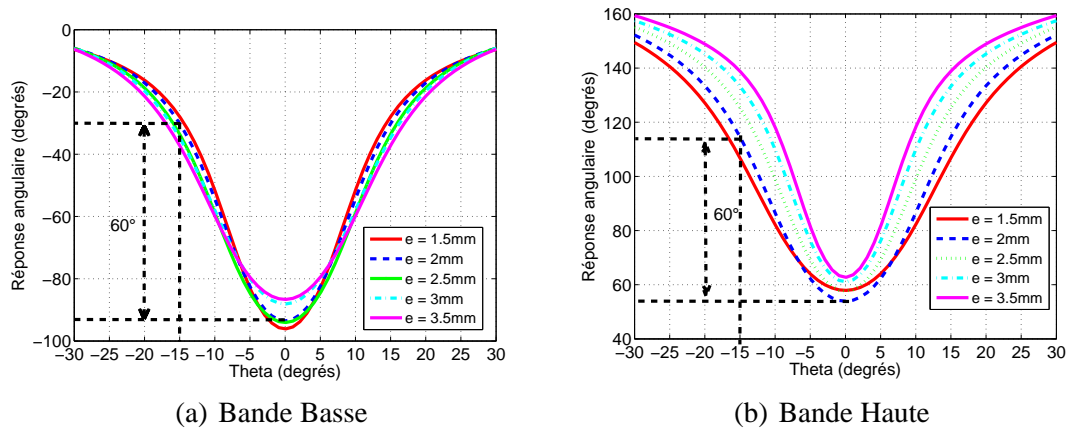 0
−20
−40
−60
−80
−100
Réponse angulaire (degrés)
60°
e = 1.5mm
e = 2mm
e = 2.5mm
e = 3mm
e = 3.5mm
−30 −25 −20 −15 −10 −5 0 5 10 15 20 25 30
Theta (degrés)
(a) Bande Basse
160
140
120
100
80
60
40
Réponse angulaire (degrés)
60°
e = 1.5mm
e = 2mm
e = 2.5mm
e = 3mm
e = 3.5mm
−30 −25 −20 −15 −10 −5 0 5 10 15 20 25 30
Theta (degrés)
(b) Bande Haute